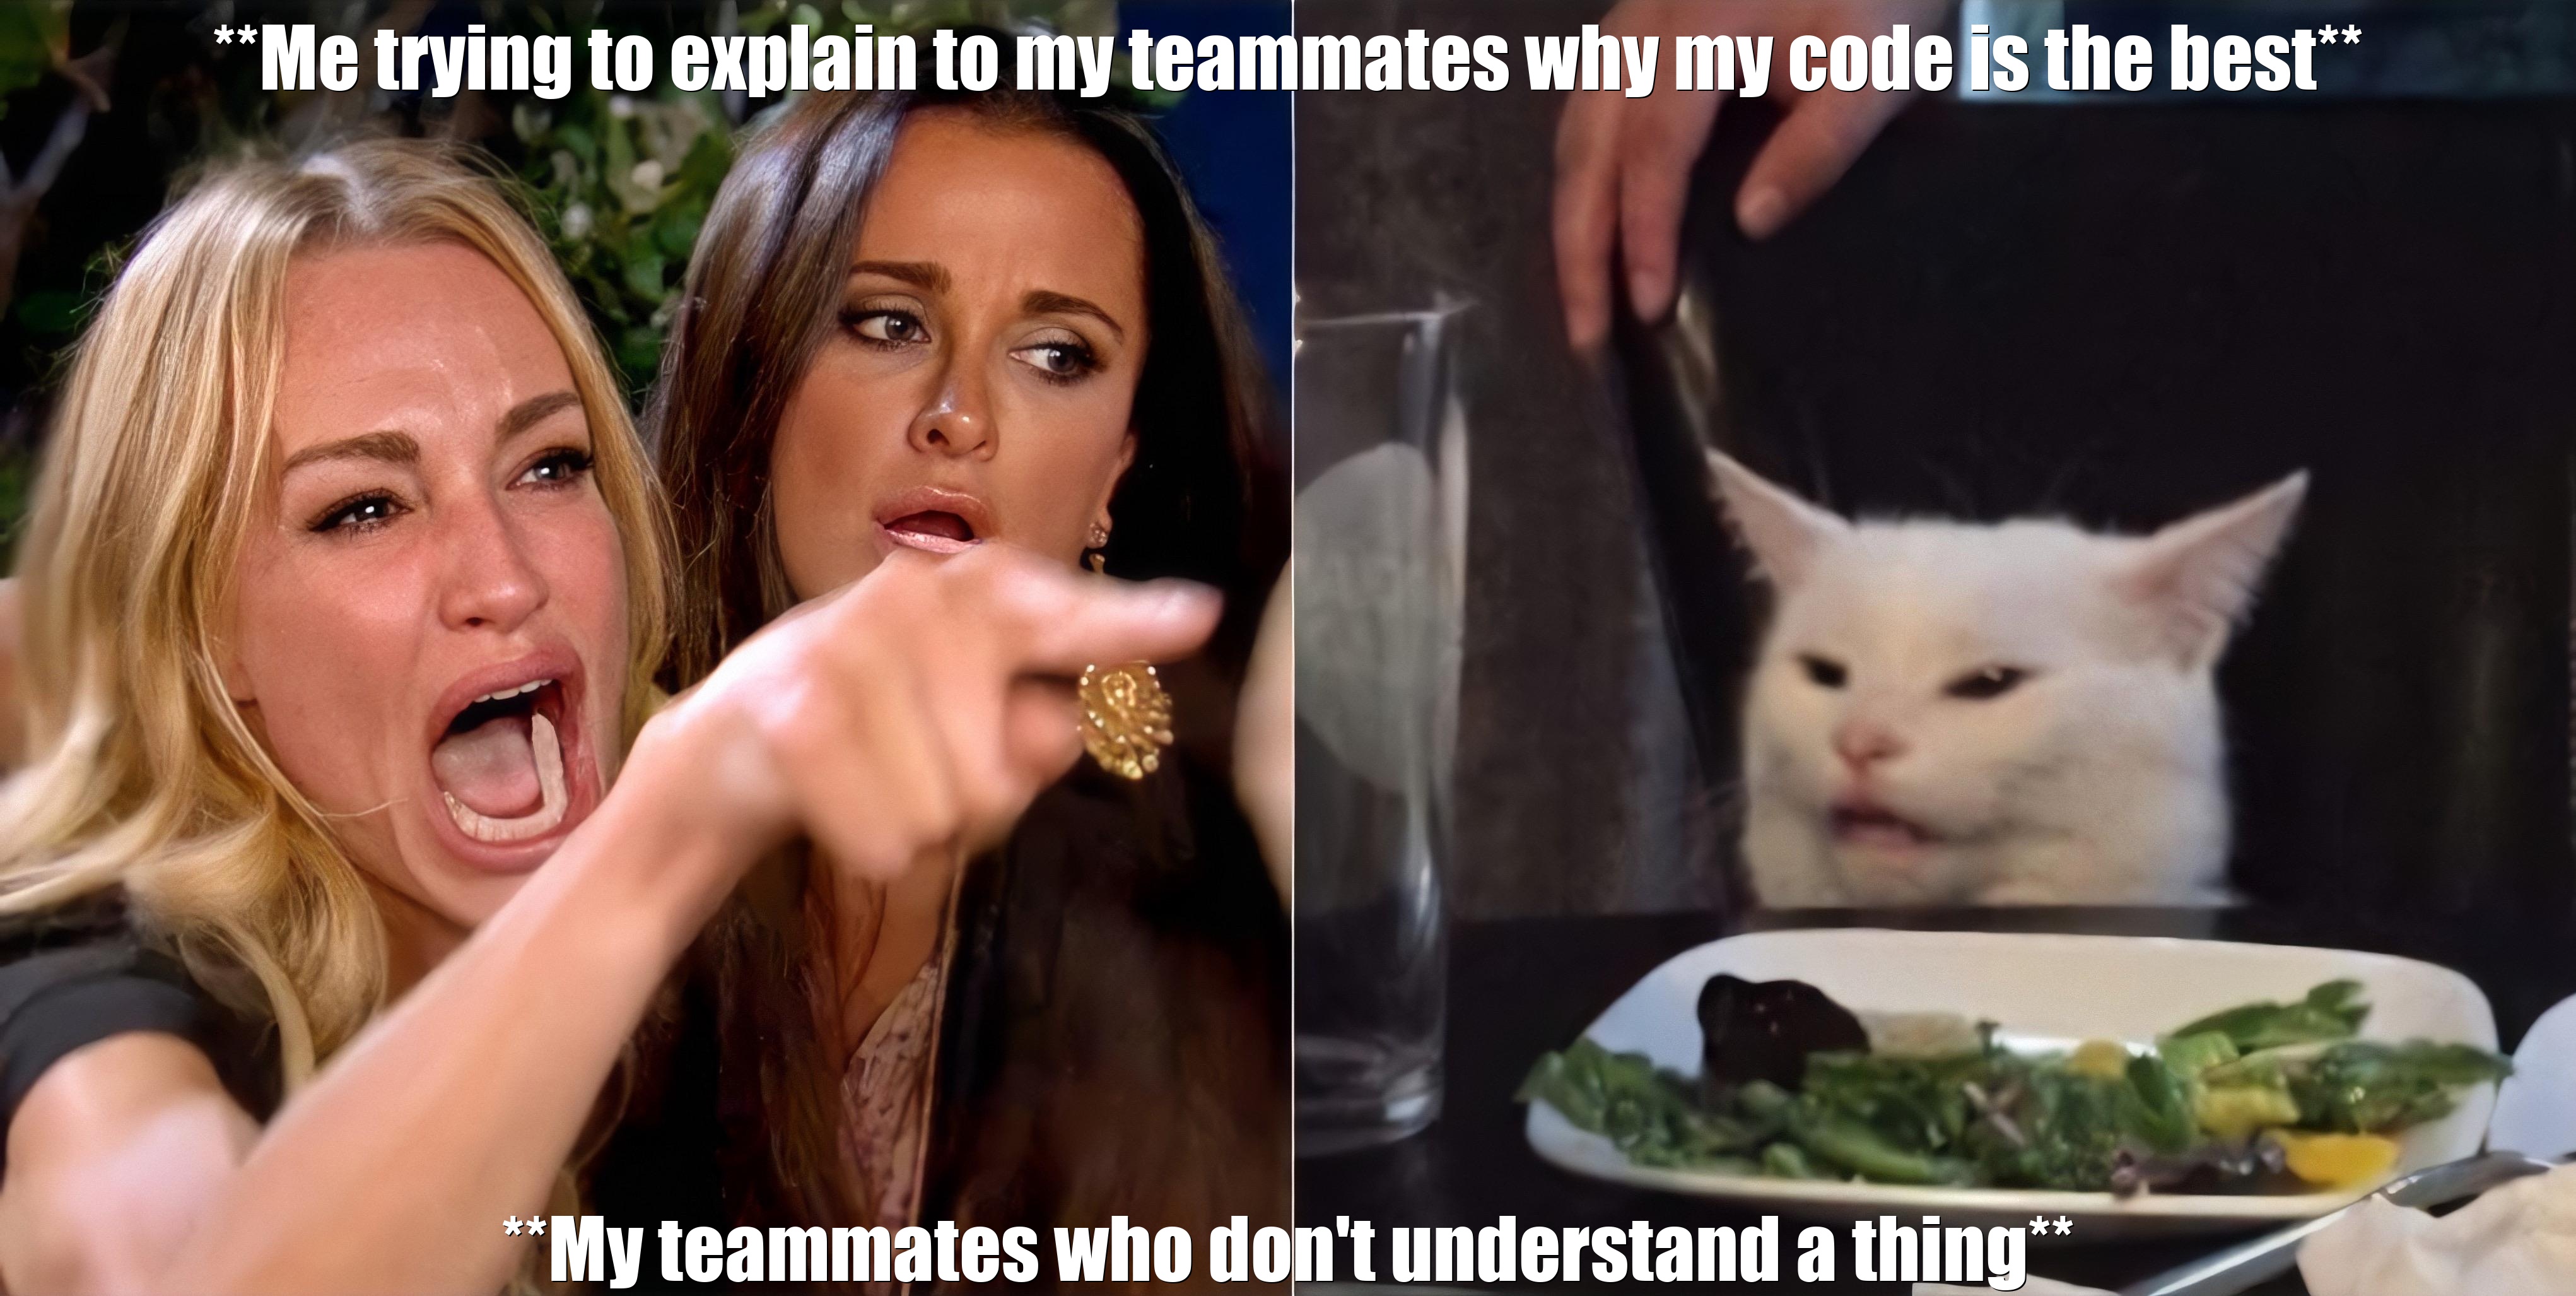 **Me trying to explain to my teammates why my code is the best**
**My teammates who don't understand a thing**